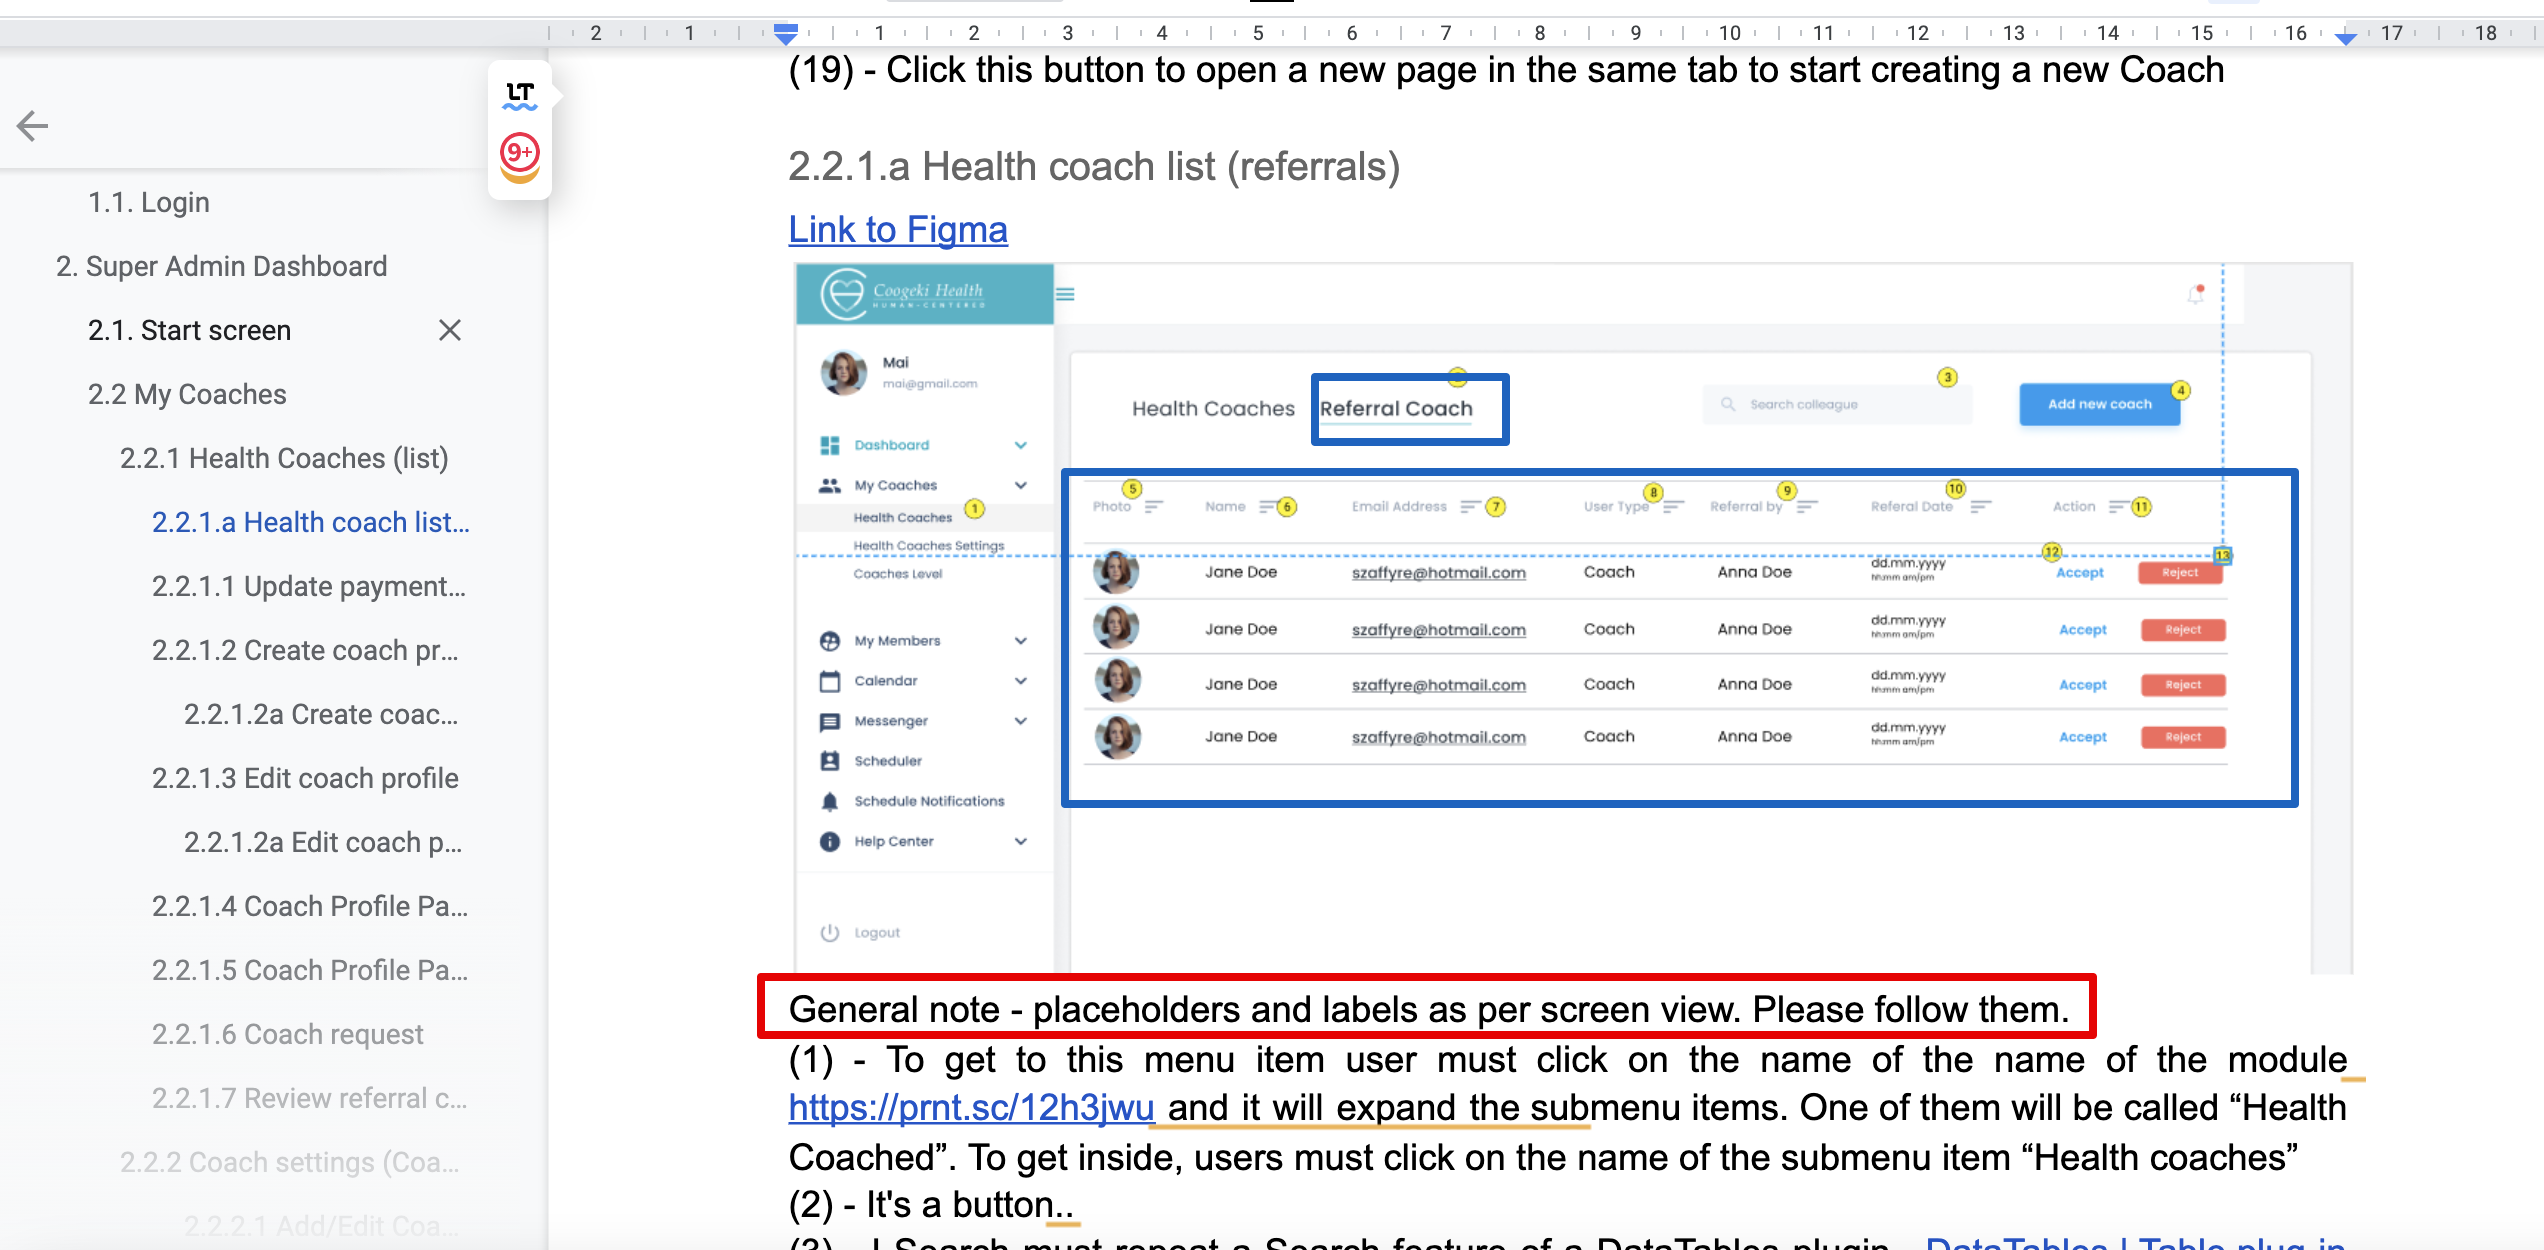 2 1 1 2 3 4 5 6 7 8 9 10 11 12 13 14 15 16 17 18
LT
9+
1.1. Login
2. Super Admin Dashboard
2.1. Start screen
2.2 My Coaches
2.2.1 Health Coaches (list)
2.2.1.a Health coach list...
2.2.1.1 Update payment...
2.2.1.2 Create coach pr...
2.2.1.2a Create coac...
2.2.1.3 Edit coach profile
2.2.1.2a Edit coach p...
2.2.1.4 Coach Profile Pa...
2.2.1.5 Coach Profile Pa...
2.2.1.6 Coach request
2.2.1.7 Review referral c...
2.2.2 Coach settings (Coa...
2.2.2.1 Add/Edit Coa...
(19) - Click this button to open a new page in the same tab to start creating a new Coach
2.2.1.a Health coach list (referrals)
Link to Figma
Coogeki Health
HUMAN-CENTERED
Mai
mai@gmail.com
Dashboard
My Coaches
Health Coaches 1
Health Coaches Settings
Coaches Level
My Members
Calendar
Messenger
Scheduler
Schedule Notifications
Help Center
Logout
Health Coaches Referral Coach
3
Search colleague
Add new coach 4
Photo 5 Name 6 Email Address 7 User Type 8 Referral by 9 Referal Date 10 Action 11
12 13
Jane Doe szaffyre@hotmail.com Coach Anna Doe dd.mm.yyyy hh:mm am/pm Accept Reject
Jane Doe szaffyre@hotmail.com Coach Anna Doe dd.mm.yyyy hh:mm am/pm Accept Reject
Jane Doe szaffyre@hotmail.com Coach Anna Doe dd.mm.yyyy hh:mm am/pm Accept Reject
Jane Doe szaffyre@hotmail.com Coach Anna Doe dd.mm.yyyy hh:mm am/pm Accept Reject
General note - placeholders and labels as per screen view. Please follow them.
(1) - To get to this menu item user must click on the name of the name of the module
https://prnt.sc/12h3jwu and it will expand the submenu items. One of them will be called “Health
Coached”. To get inside, users must click on the name of the submenu item “Health coaches”
(2) - It's a button..
(3) - l Search must repeat a Search feature of a DataTables plugin - DataTables | Table plug-in